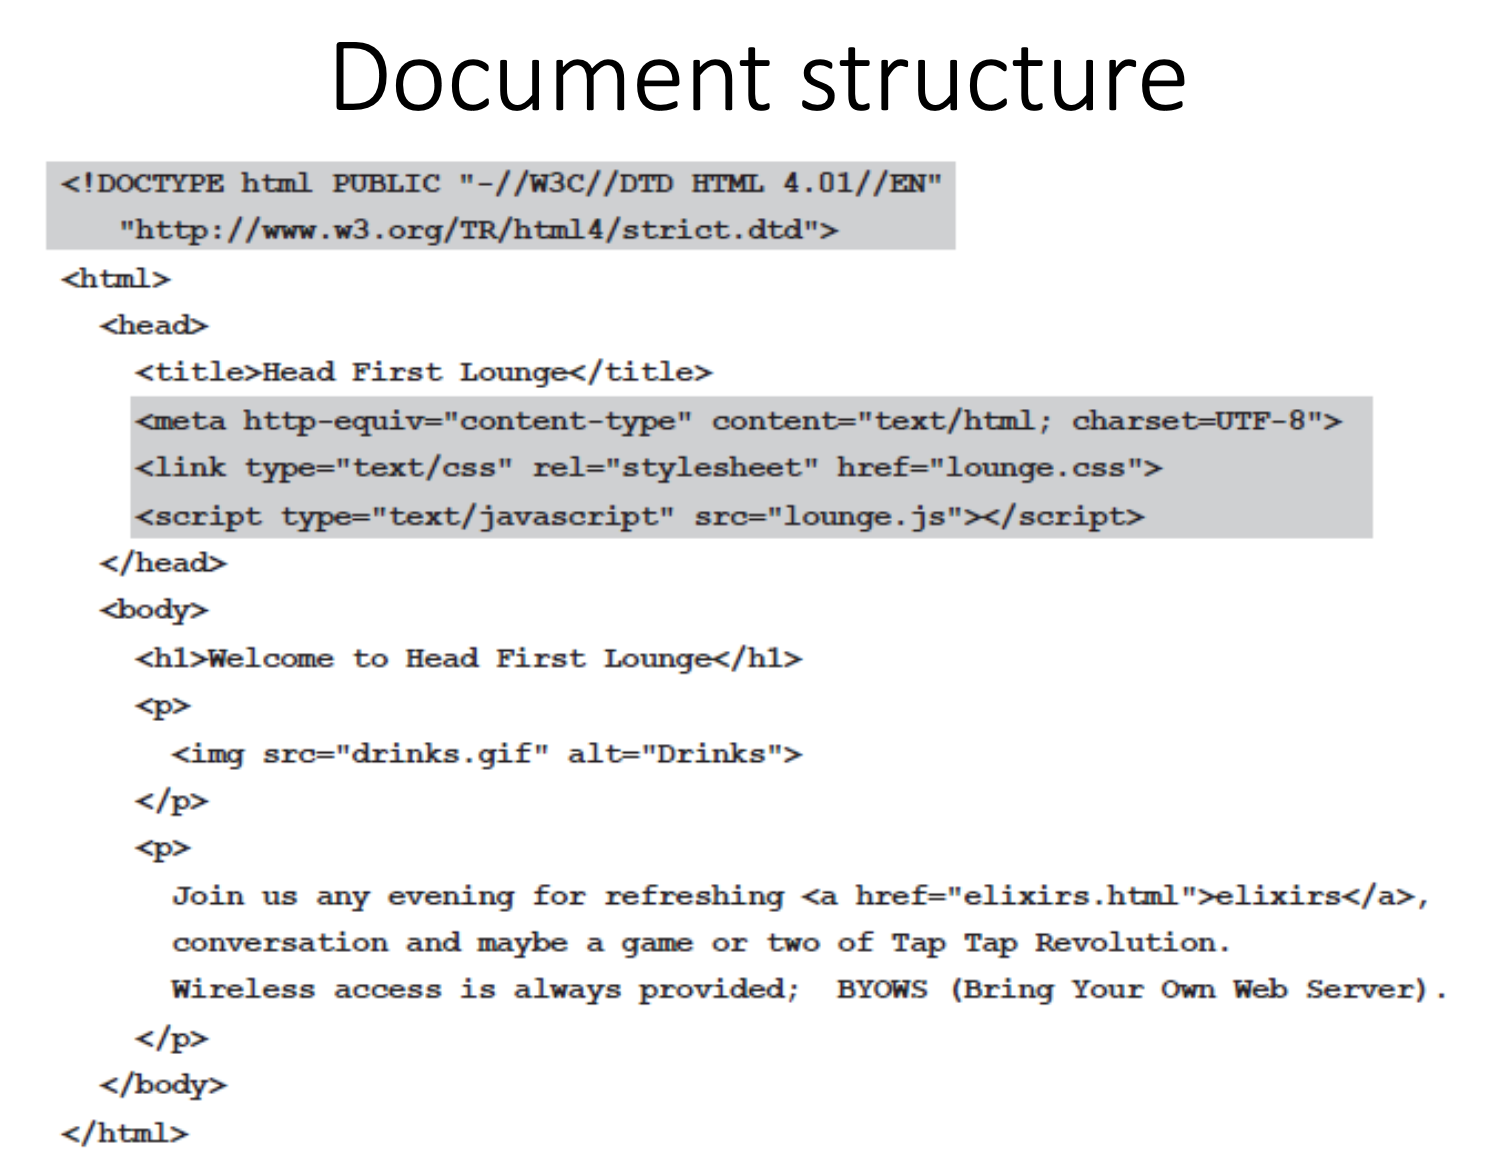 Document structure
<!DOCTYPE html PUBLIC "-//W3C//DTD HTML 4.01//EN"
"http://www.w3.org/TR/html4/strict.dtd">
<html>
<head>
<title>Head First Lounge</title>
<meta http-equiv="content-type" content="text/html; charset=UTF-8">
<link type="text/css" rel="stylesheet" href="lounge.css">
<script type="text/javascript" src="lounge.js"></script>
</head>
<body>
<h1>Welcome to Head First Lounge</h1>
<p>
<img src="drinks.gif" alt="Drinks">
</p>
<p>
Join us any evening for refreshing <a href="elixirs.html">elixirs</a>,
conversation and maybe a game or two of Tap Tap Revolution.
Wireless access is always provided;  BYOWS (Bring Your Own Web Server).
</p>
</body>
</html>